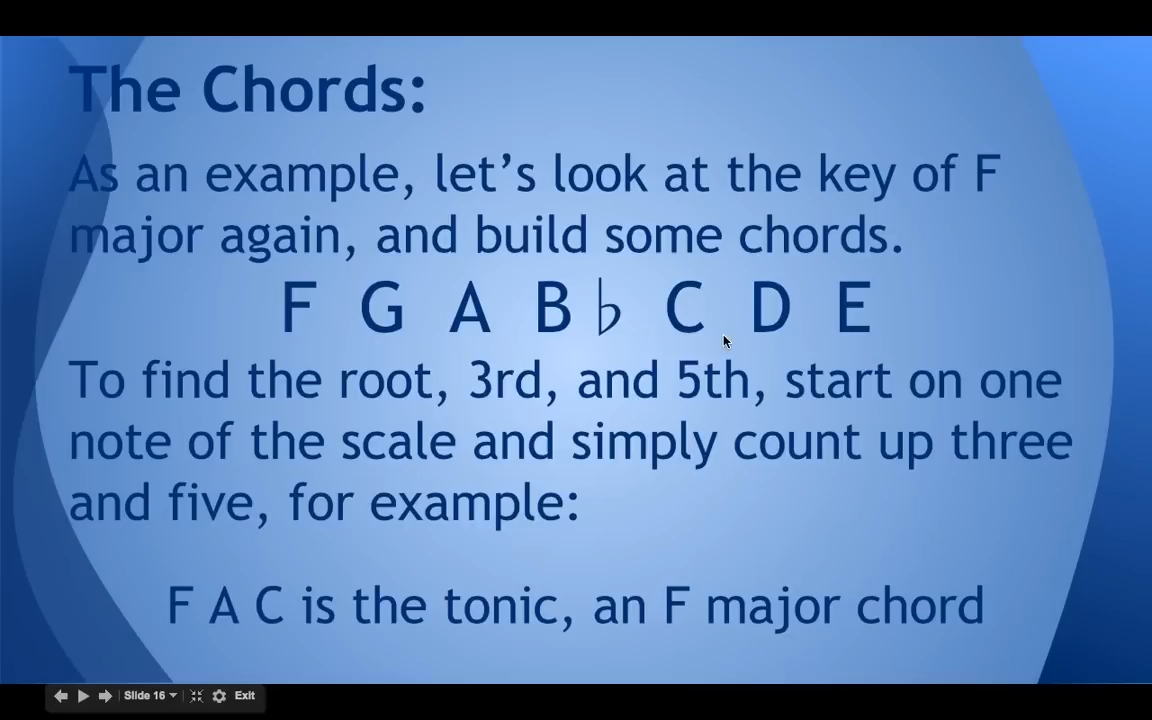 The Chords:
As an example, let’s look at the key of F
major again, and build some chords.
F G A B♭ C D E
To find the root, 3rd, and 5th, start on one
note of the scale and simply count up three
and five, for example:
F A C is the tonic, an F major chord
Slide 16 Exit